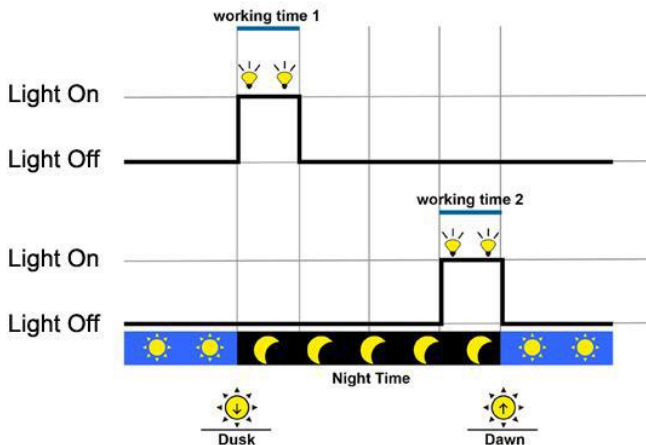 working time 1
Light On
Light Off
working time 2
Light On
Light Off
Night Time
Dusk
Dawn